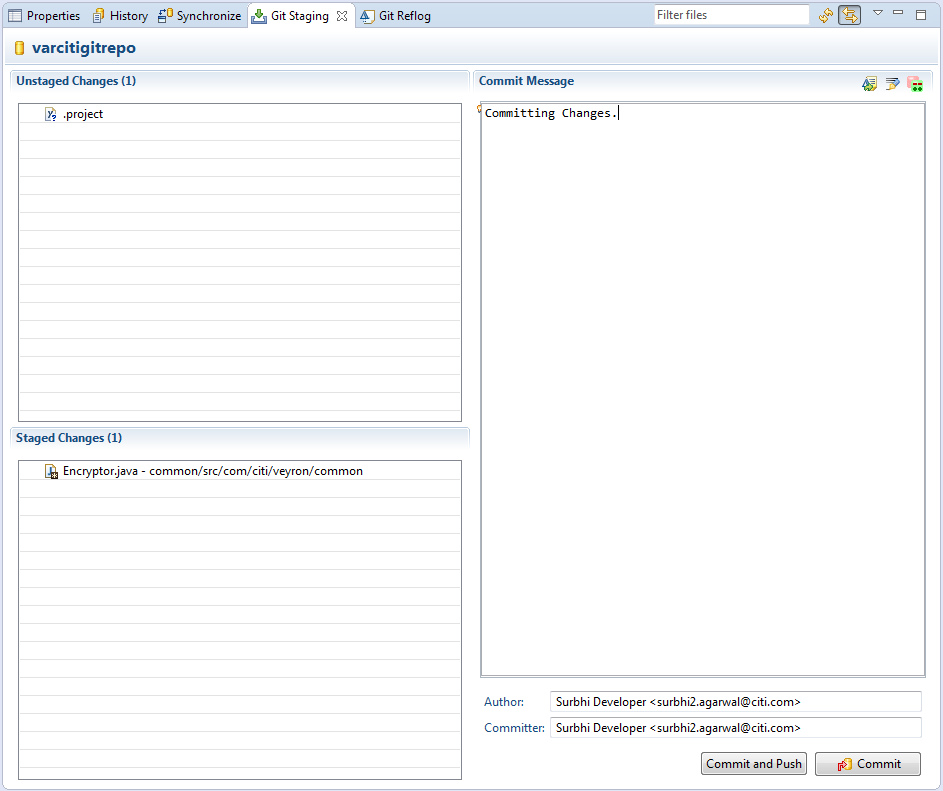 Properties History Synchronize Git Staging Git Reflog Filter files
varcitigitrepo
Unstaged Changes (1)
.project
Staged Changes (1)
Encryptor.java - common/src/com/citi/veyron/common
Commit Message
Committing Changes.
Author: Surbhi Developer <surbhi2.agarwal@citi.com>
Committer: Surbhi Developer <surbhi2.agarwal@citi.com>
Commit and Push Commit